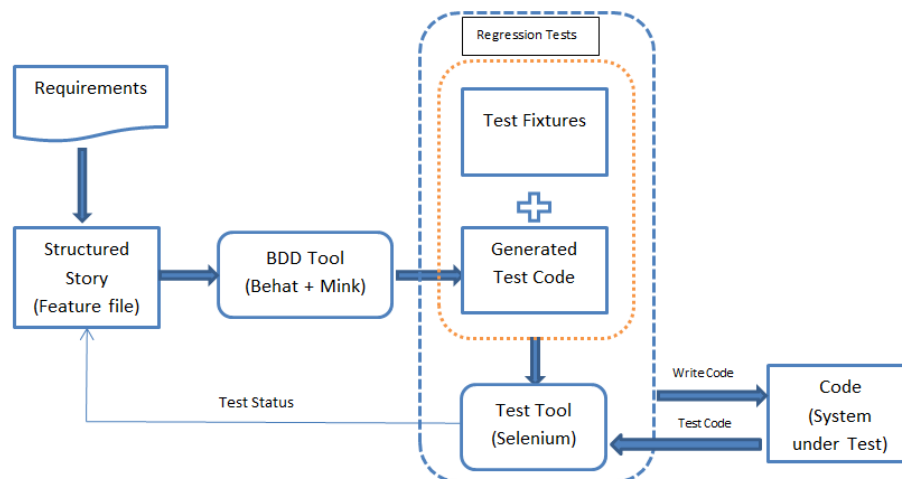 Regression Tests
Requirements
Test Fixtures
Structured
Story
(Feature file)
BDD Tool
(Behat + Mink)
Generated
Test Code
Write Code
Test Code
Code
(System
under Test)
Test Status
Test Tool
(Selenium)